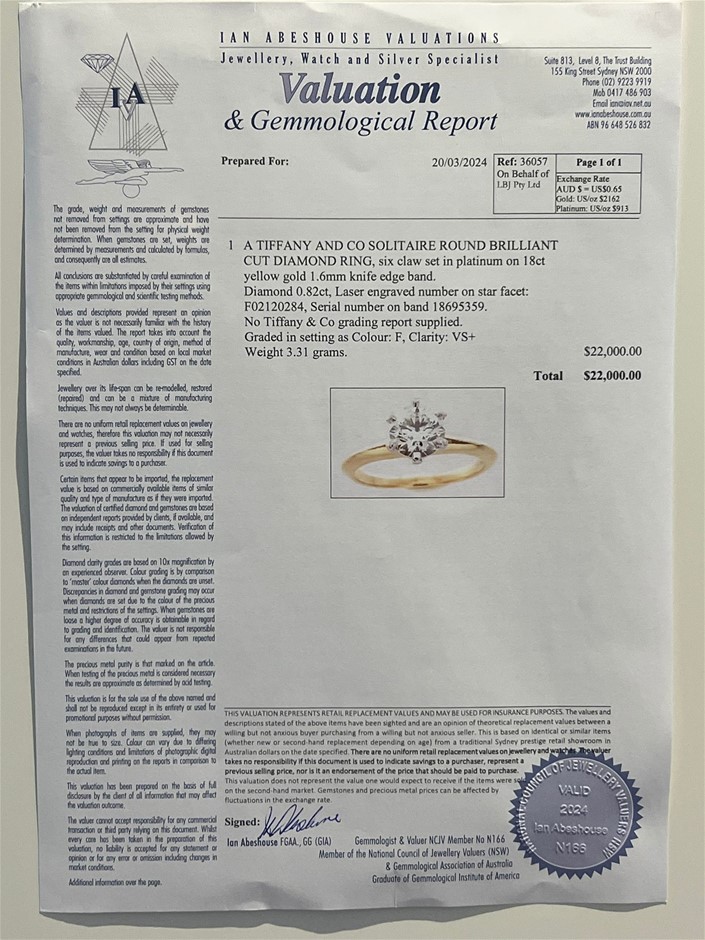 IAN ABESHOUSE VALUATIONS
Jewellery, Watch and Silver Specialist
Valuation
& Gemmological Report
IVA
Suite 813, Level 8, The Trust Building
155 King Street Sydney NSW 2000
Phone (02) 9223 9919
Mob 0417 486 903
Email ian@iav.net.au
www.ianabeshouse.com.au
ABN 96 648 526 832
Prepared For:
20/03/2024
Ref: 36057
On Behalf of
LBJ Pty Ltd
Page 1 of 1
Exchange Rate
AUD $ = US$0.65
Gold: US/oz $2162
Platinum: US/oz $913
The grade, weight and measurements of gemstones
not removed from settings are approximate and have
not been removed from the setting for physical weight
determination. When gemstones are set, weights are
determined by measurements and calculated by formulas,
and consequently are all estimates.
All conclusions are substantiated by careful examination of
the items within limitations imposed by their settings using
appropriate gemmological and scientific testing methods.
Values and descriptions provided represent an opinion
as the valuer is not necessarily familiar with the history
of the items valued. The report takes into account the
quality, workmanship, age, country of origin, method of
manufacture, wear and condition based on local market
conditions in Australian dollars including GST on the date
specified.
Jewellery over its life-span can be re-modelled, restored
(repaired) and can be a mixture of manufacturing
techniques. This may not always be determinable.
There are no uniform retail replacement values on jewellery
and watches, therefore this valuation may not necessarily
represent a previous selling price. If used for selling
purposes, the valuer takes no responsibility if this document
is used to indicate savings to a purchaser.
Certain items that appear to be imported, the replacement
value is based on commercially available items of similar
quality and type of manufacture as if they were imported.
The valuation of certified diamond and gemstones are based
on independent reports provided by clients, if available, and
may include receipts and other documents. Verification of
this information is restricted to the limitations allowed by
the setting.
Diamond clarity grades are based on 10x magnification by
an experienced observer. Colour grading is by comparison
to 'master' colour diamonds when the diamonds are unset.
Discrepancies in diamond and gemstone grading may occur
when diamonds are set due to the colour of the precious
metal and restrictions of the settings. When gemstones are
loose a higher degree of accuracy is obtainable in regard
to grading and identification. The valuer is not responsible
for any differences that could appear from repeated
examinations in the future.
The precious metal purity is that marked on the article.
When testing of the precious metal is considered necessary
the results are approximate as determined by acid testing.
This valuation is for the sole use of the above named and
shall not be reproduced except in its entirety or used for
promotional purposes without permission.
When photographs of items are supplied, they may
not be true to size. Colour can vary due to differing
lighting conditions and limitations of photographic digital
reproduction and printing on the reports in comparison to
the actual item.
This valuation has been prepared on the basis of full
disclosure by the client of all information that may affect
the valuation outcome.
The valuer cannot accept responsibility for any commercial
transaction or third party relying on this document. Whilst
every care has been taken in the preparation of this
valuation, no liability is accepted for any statement or
opinion or for any error or omission including changes in
market conditions.
Additional information over the page.
1 A TIFFANY AND CO SOLITAIRE ROUND BRILLIANT
CUT DIAMOND RING, six claw set in platinum on 18ct
yellow gold 1.6mm knife edge band.
Diamond 0.82ct, Laser engraved number on star facet:
F02120284, Serial number on band 18695359.
No Tiffany & Co grading report supplied.
Graded in setting as Colour: F, Clarity: VS+
Weight 3.31 grams. $22,000.00
Total $22,000.00
THIS VALUATION REPRESENTS RETAIL REPLACEMENT VALUES AND MAY BE USED FOR INSURANCE PURPOSES. The values and
descriptions stated of the above items have been sighted and are an opinion of theoretical replacement values between a
willing but not anxious buyer purchasing from a willing but not anxious seller. This is based on identical or similar items
(whether new or second-hand replacement depending on age) from a traditional Sydney prestige retail showroom in
Australian dollars on the date specified. There are no uniform retail replacement values on jewellery and watches. The valuer
takes no responsibility if this document is used to indicate savings to a purchaser, represent a
previous selling price, nor is it an endorsement of the price that should be paid to purchase.
This valuation does not represent the value one would expect to receive if the items were
on the second-hand market. Gemstones and precious metal prices can be affected by
fluctuations in the exchange rate.
Signed:
Ian Abeshouse FGAA., GG (GIA)
Gemmologist & Valuer NCJV Member No N166
Member of the National Council of Jewellery Valuers (NSW)
& Gemmological Association of Australia
Graduate of Gemmological Institute of America
COUNCIL OF JEWELLERY VALUERS
VALID
2024
Ian Abeshouse
N166